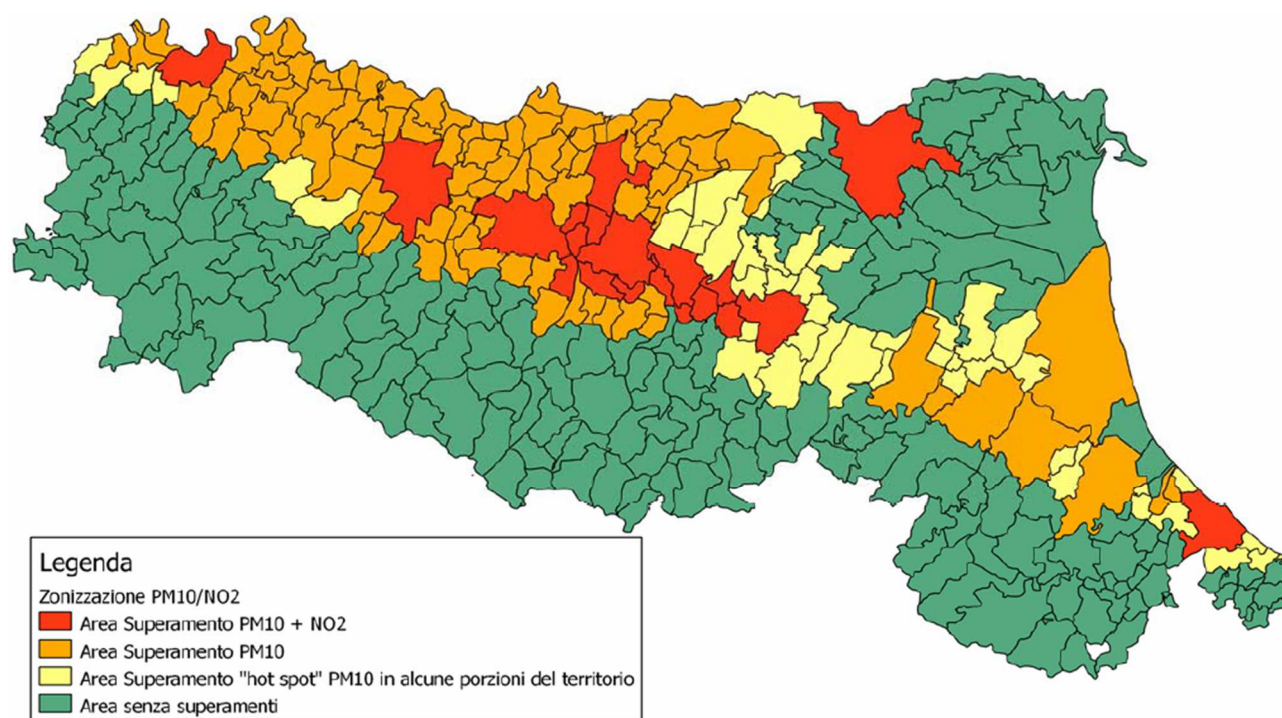 Legenda
Zonizzazione PM10/NO2
Area Superamento PM10 + NO2
Area Superamento PM10
Area Superamento "hot spot" PM10 in alcune porzioni del territorio
Area senza superamenti